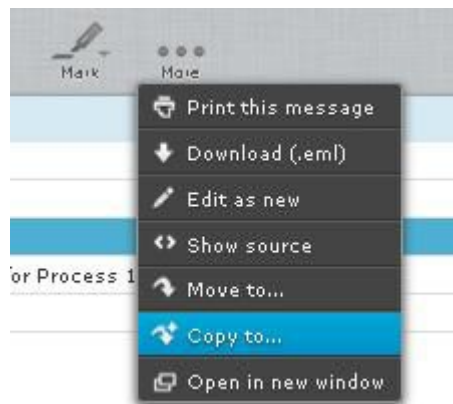 Mark
More
Print this message
Download (.eml)
Edit as new
Show source
for Process 1
Move to...
Copy to...
Open in new window